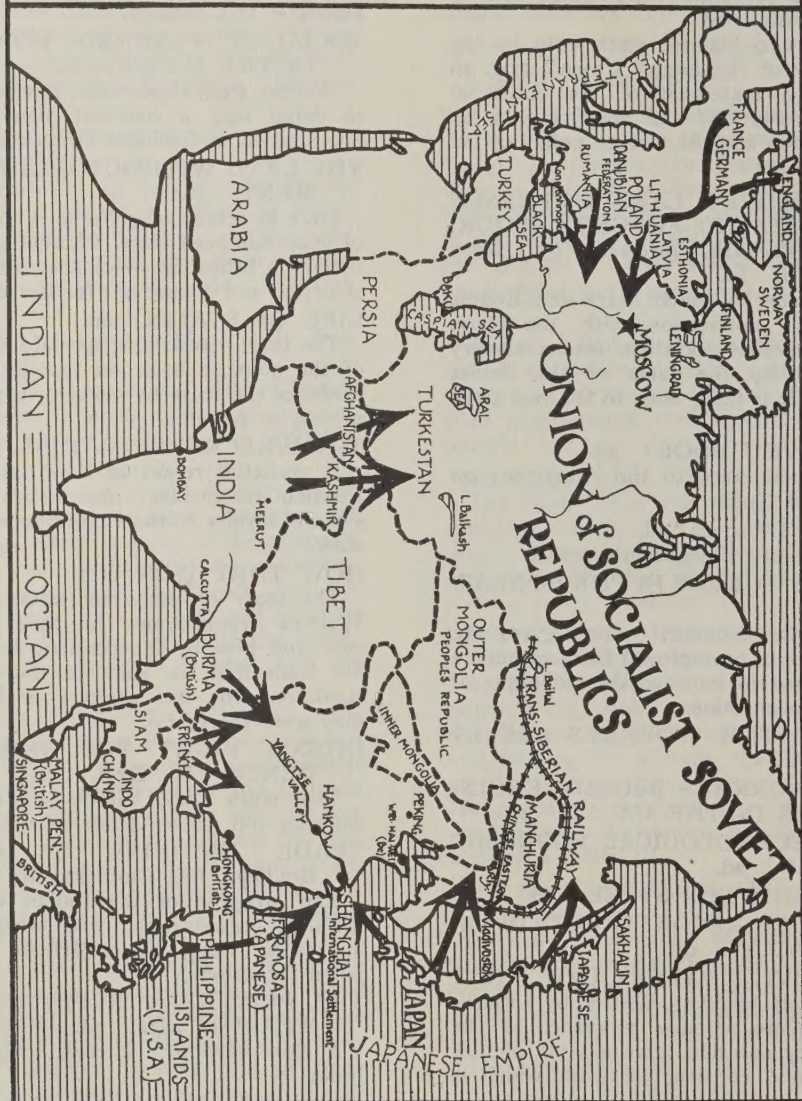 ENGLAND
NORWAY
SWEDEN
FINLAND
FRANCE
GERMANY
ESTHONIA
LATVIA
LITHUANIA
LENINGRAD
POLAND
DANUBIAN
FEDERATION
RUMANIA
MOSCOW
MEDITERRANEAN
SEA
BLACK
SEA
TURKEY
BAKU
CASPIAN SEA
ARAL
SEA
UNION of SOCIALIST SOVIET
REPUBLICS
TURKESTAN
L. Balkash
ARABIA
PERSIA
AFGHANISTAN
KASHMIR
INDIA
MEERUT
BOMBAY
CALCUTTA
TIBET
OUTER
MONGOLIA
PEOPLES REPUBLIC
INNER MONGOLIA
L. Baikal
TRANS-SIBERIAN RAILWAY
MANCHURIA
CHINESE EASTERN
Vladivostok
SAKHALIN
JAPANESE
PEKING
WEI-HAI-WEI
(Br.)
YANGTSE
VALLEY
HANKOW
SHANGHAI
International Settlement
BURMA
(British)
FRENCH
SIAM
INDO
CHINA
HONGKONG
(British)
FORMOSA
(JAPANESE)
JAPAN
JAPANESE EMPIRE
PHILIPPINE
ISLANDS
(U.S.A.)
MALAY PEN:
(British)
SINGAPORE
BRITISH
INDIAN OCEAN